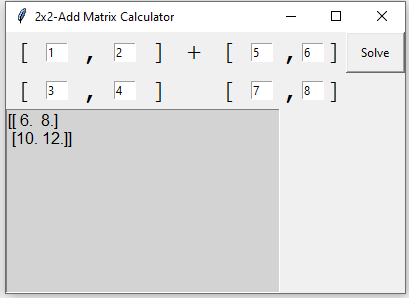 2x2-Add Matrix Calculator
[ 1 , 2 ] + [ 5 , 6 ] Solve
[ 3 , 4 ] [ 7 , 8 ]
[[ 6.  8.]
 [10. 12.]]